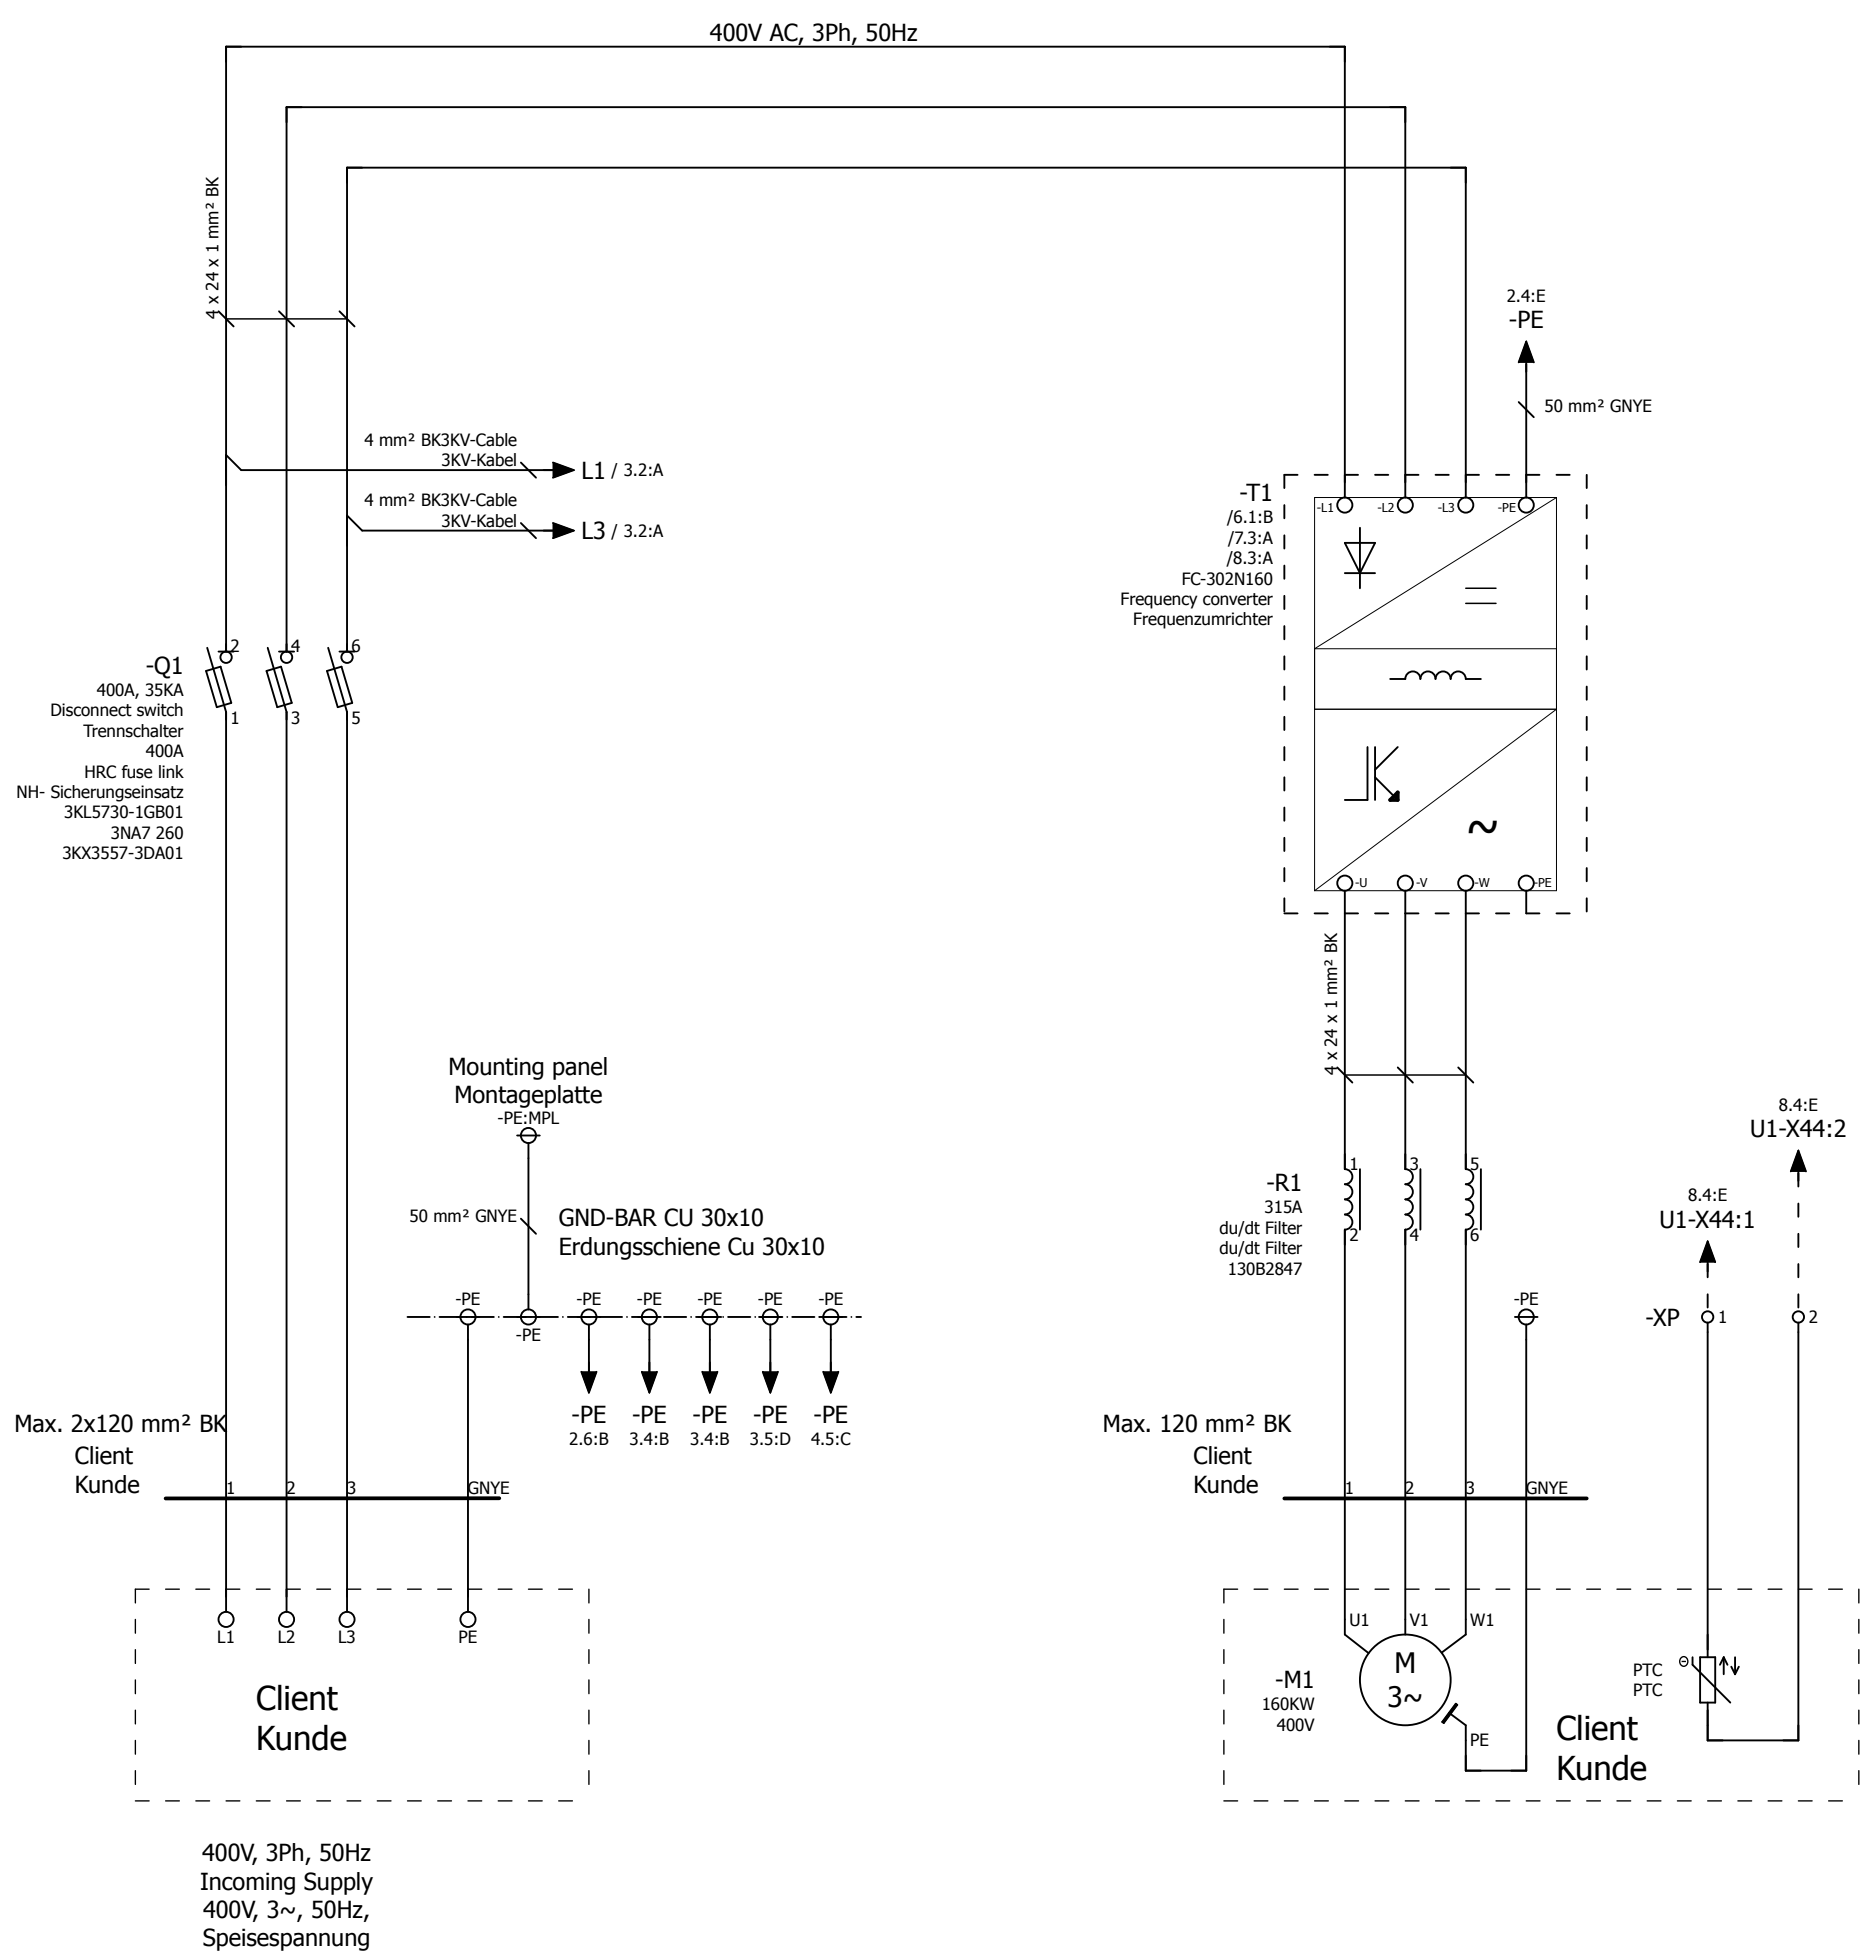 400V AC, 3Ph, 50Hz
4 x 24 x 1 mm² BK
4 mm² BK3KV-Cable
3KV-Kabel
L1 / 3.2:A
4 mm² BK3KV-Cable
3KV-Kabel
L3 / 3.2:A
2 4 6
-Q1
400A, 35KA
Disconnect switch
Trennschalter
400A
HRC fuse link
NH- Sicherungseinsatz
3KL5730-1GB01
3NA7 260
3KX3557-3DA01
1 3 5
2.4:E
-PE
50 mm² GNYE
-T1
/6.1:B
/7.3:A
/8.3:A
FC-302N160
Frequency converter
Frequenzumrichter
-L1 -L2 -L3 -PE
~
-U -V -W -PE
4 x 24 x 1 mm² BK
Mounting panel
Montageplatte
-PE:MPL
50 mm² GNYE
GND-BAR CU 30x10
Erdungsschiene Cu 30x10
-PE -PE -PE -PE -PE -PE
-PE
-PE -PE -PE -PE -PE
2.6:B 3.4:B 3.4:B 3.5:D 4.5:C
Max. 2x120 mm² BK
Client
Kunde
1 2 3 GNYE
L1 L2 L3 PE
Client
Kunde
400V, 3Ph, 50Hz
Incoming Supply
400V, 3~, 50Hz,
Speisespannung
1 3 5
-R1
315A
du/dt Filter
du/dt Filter
130B2847
2 4 6
-PE
8.4:E
U1-X44:2
8.4:E
U1-X44:1
-XP 1 2
Max. 120 mm² BK
Client
Kunde
1 2 3 GNYE
U1 V1 W1
M
3~
-M1
160KW
400V
PE
PTC
PTC
Θ
Client
Kunde